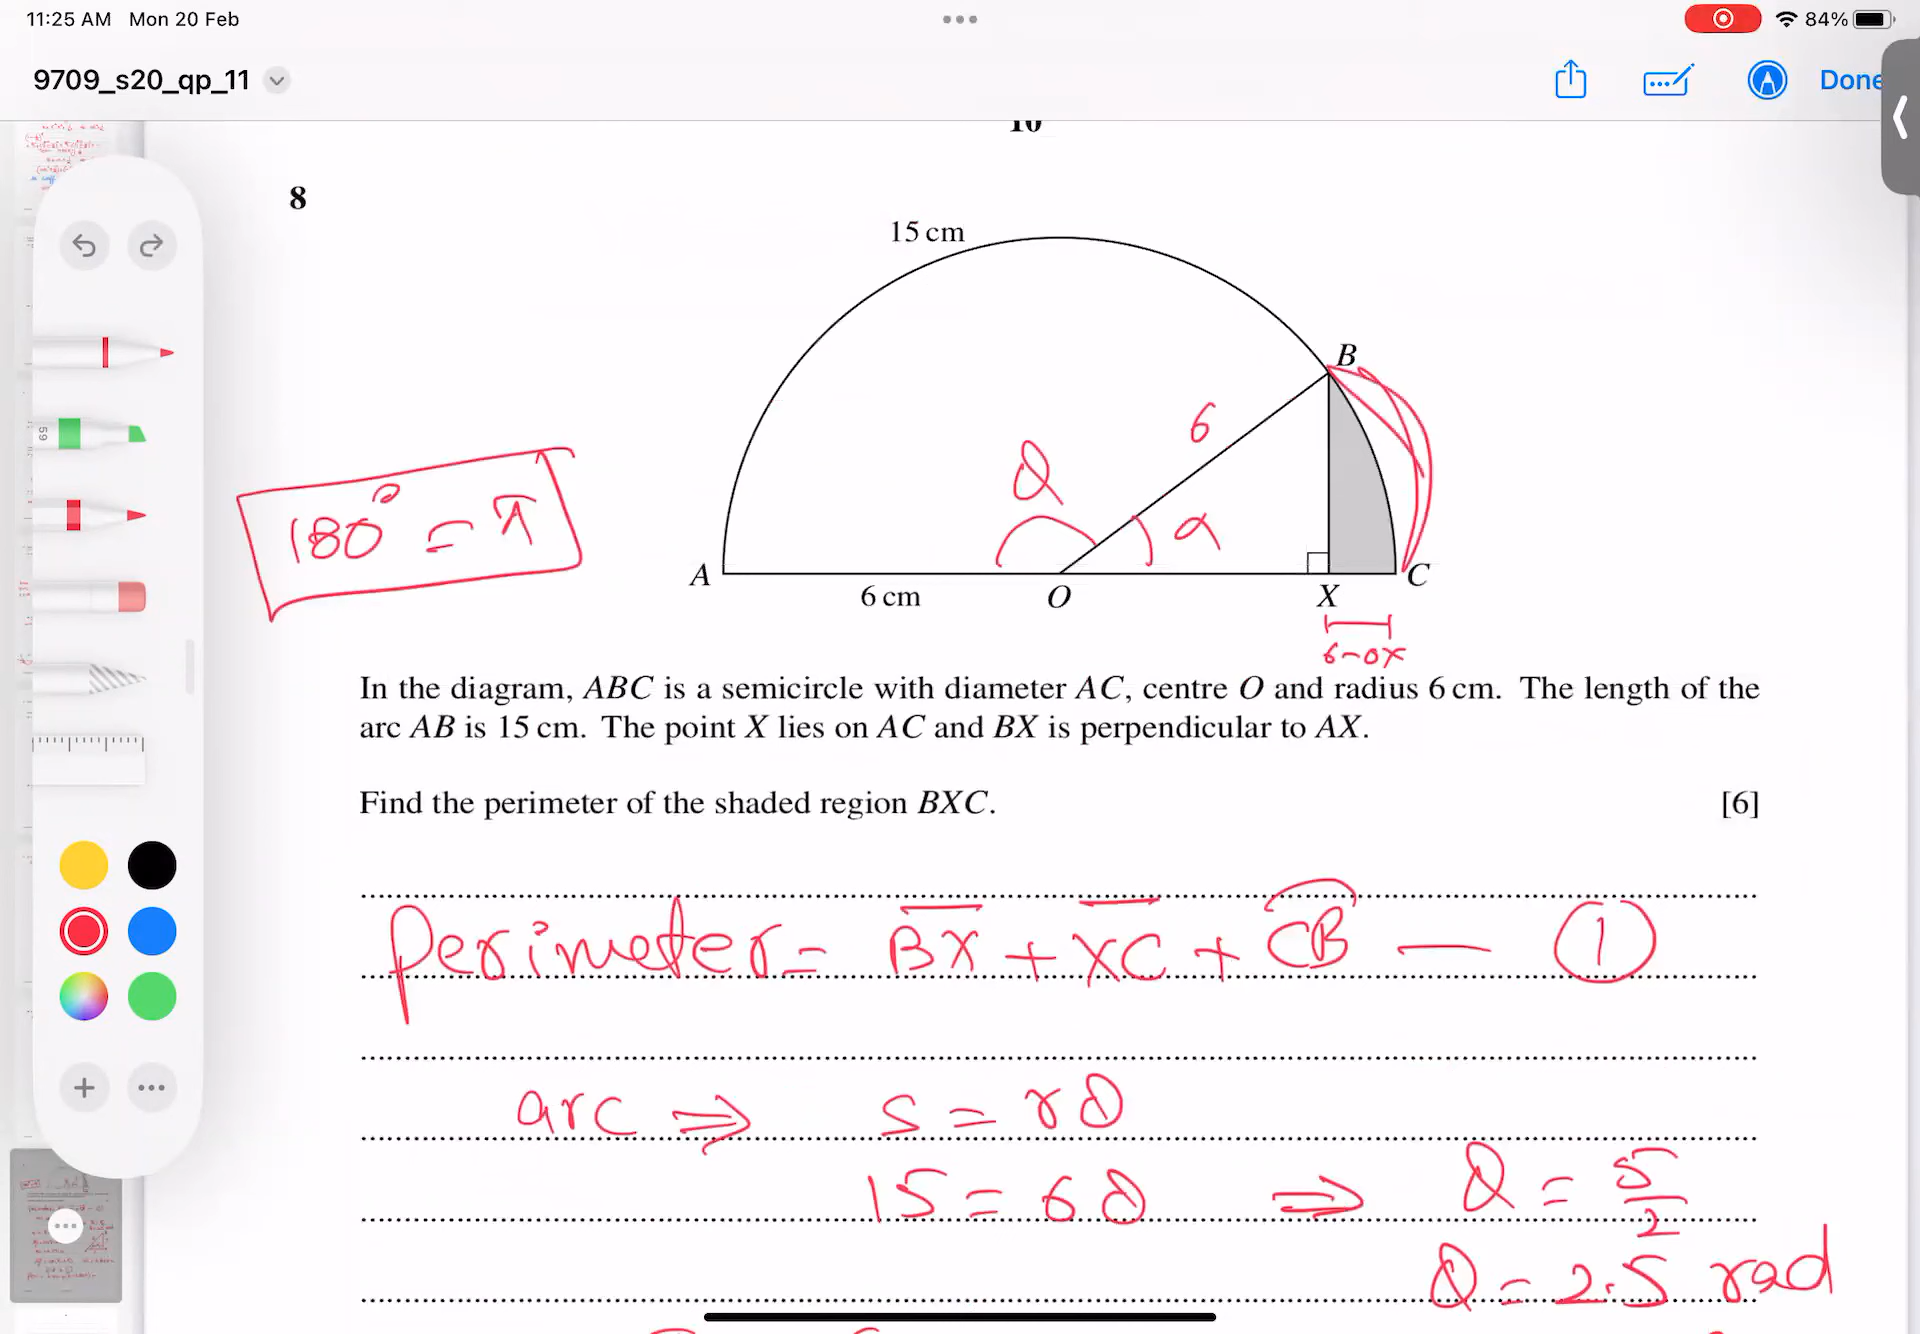 11:25 AM Mon 20 Feb
84%
9709_s20_qp_11
Done
10
8
15 cm
B
6
θ
α
180° = π
A
6 cm
O
X
C
6-OX
In the diagram, ABC is a semicircle with diameter AC, centre O and radius 6 cm. The length of the
arc AB is 15 cm. The point X lies on AC and BX is perpendicular to AX.
Find the perimeter of the shaded region BXC. [6]
Perimeter = BX + XC + CB — 1
arc ⇒ s = rθ
15 = 6θ ⇒ θ = 5/2
θ = 2.5 rad
59